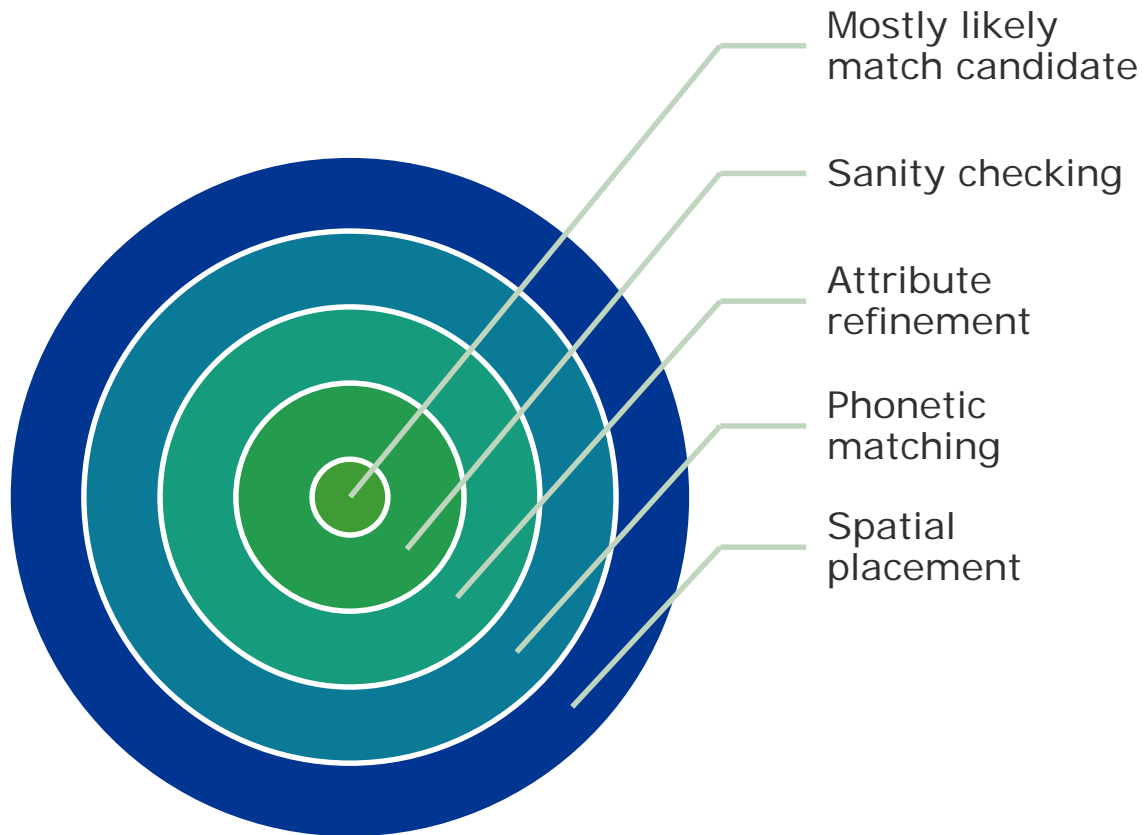 Mostly likely
match candidate
Sanity checking
Attribute
refinement
Phonetic
matching
Spatial
placement